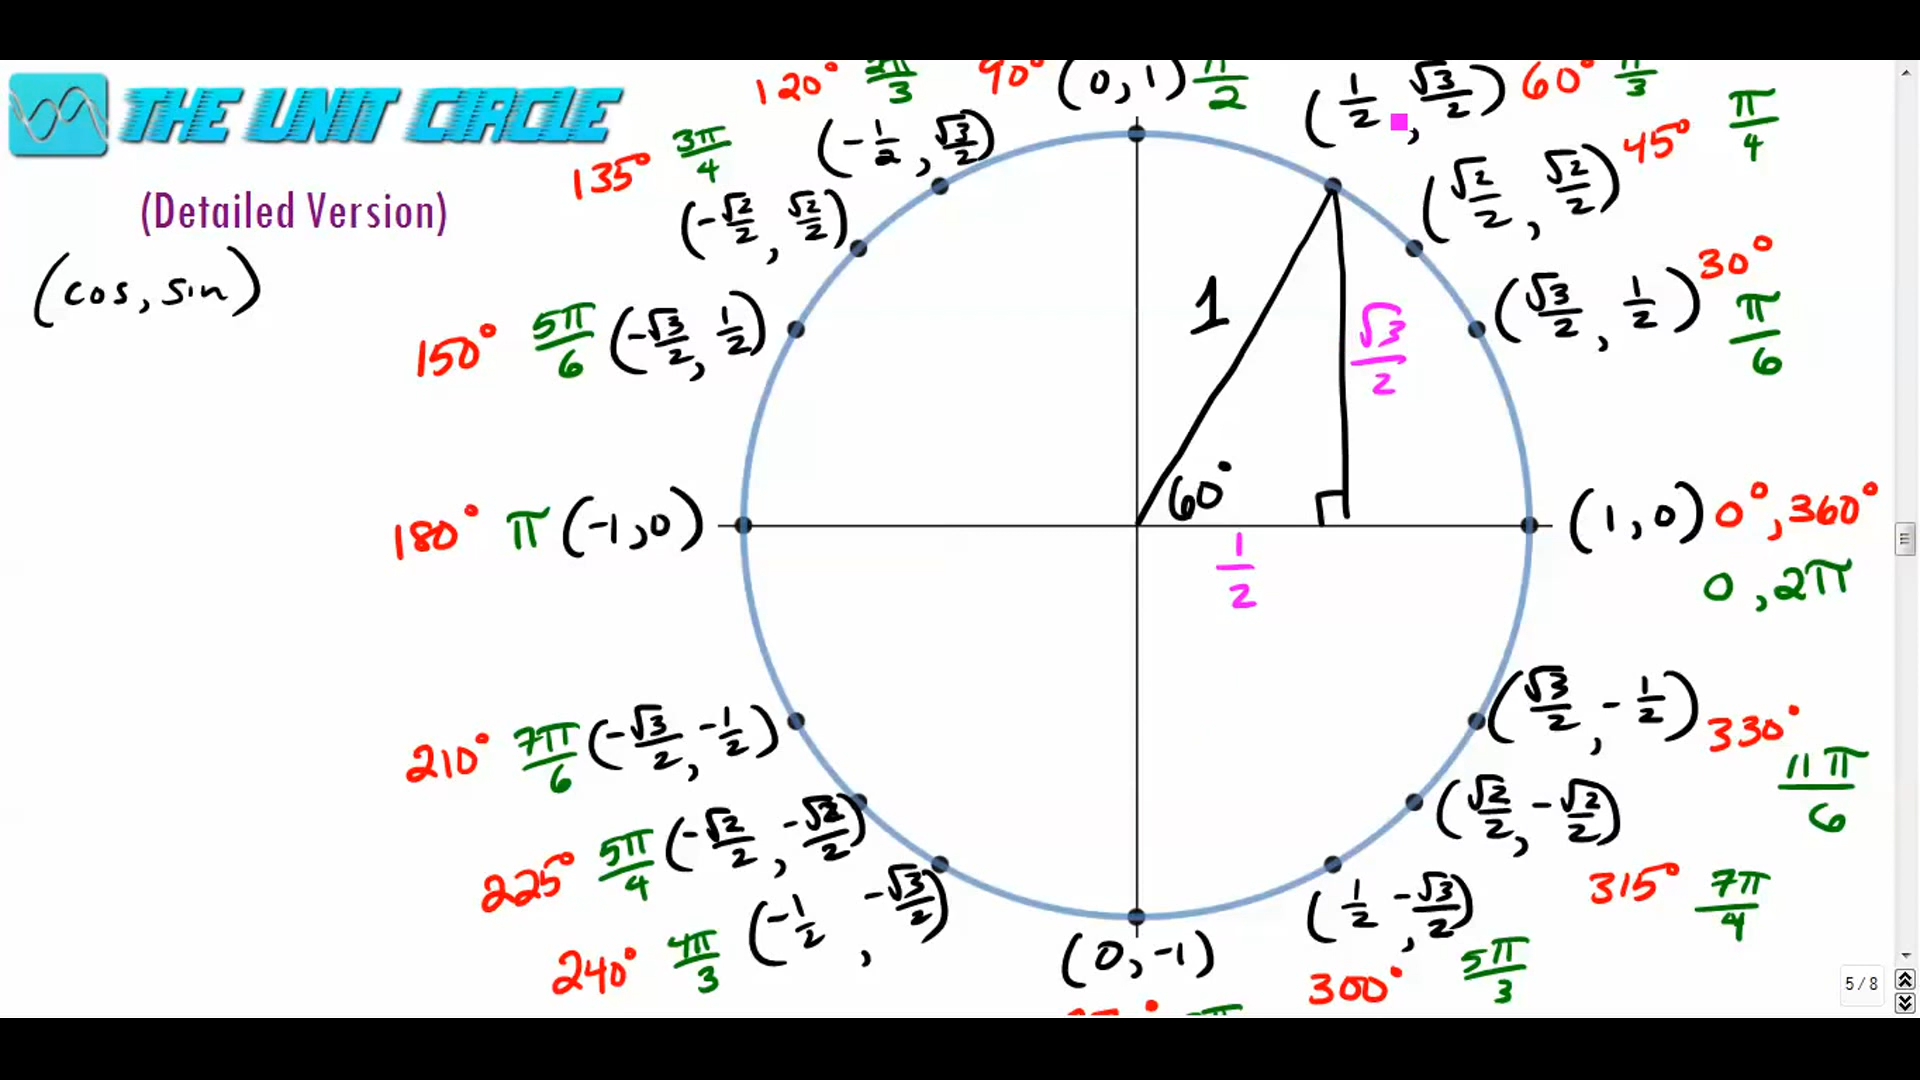 THE UNIT CIRCLE
(Detailed Version)
(cos, sin)
120° 2π/3
90° (0, 1) π/2
(1/2, √3/2) 60° π/3
135° 3π/4 (-1/2, √3/2)
(-√2/2, √2/2)
(√2/2, √2/2) 45° π/4
150° 5π/6 (-√3/2, 1/2)
1
√3/2
(√3/2, 1/2) 30° π/6
180° π (-1, 0)
60°
1/2
(1, 0) 0°, 360°
0, 2π
210° 7π/6 (-√3/2, -1/2)
(√3/2, -1/2) 330° 11π/6
225° 5π/4 (-√2/2, -√2/2)
(√2/2, -√2/2)
315° 7π/4
240° 4π/3 (-1/2, -√3/2)
(0, -1)
(1/2, -√3/2)
300° 5π/3
5/8